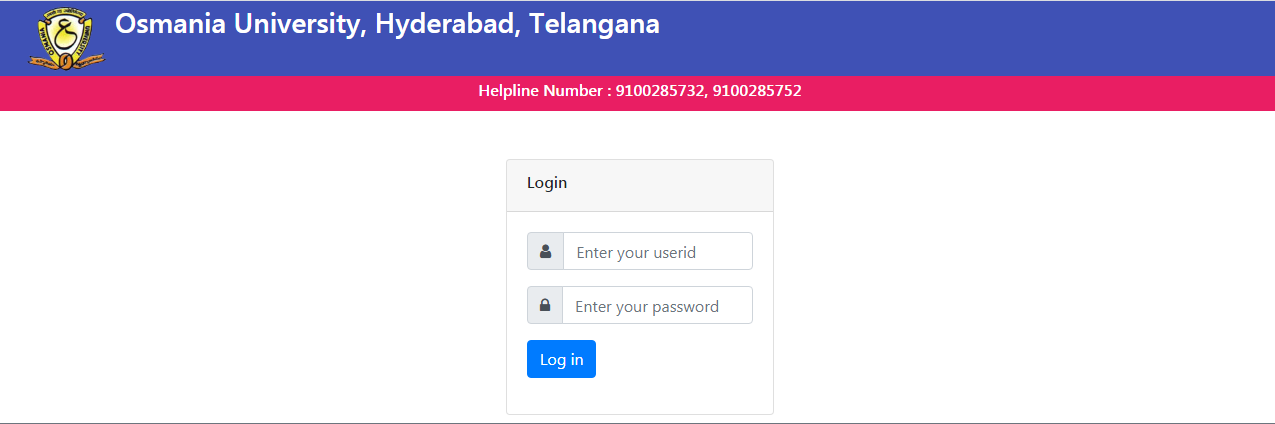 Osmania University, Hyderabad, Telangana
Helpline Number : 9100285732, 9100285752
Login
Enter your userid
Enter your password
Log in